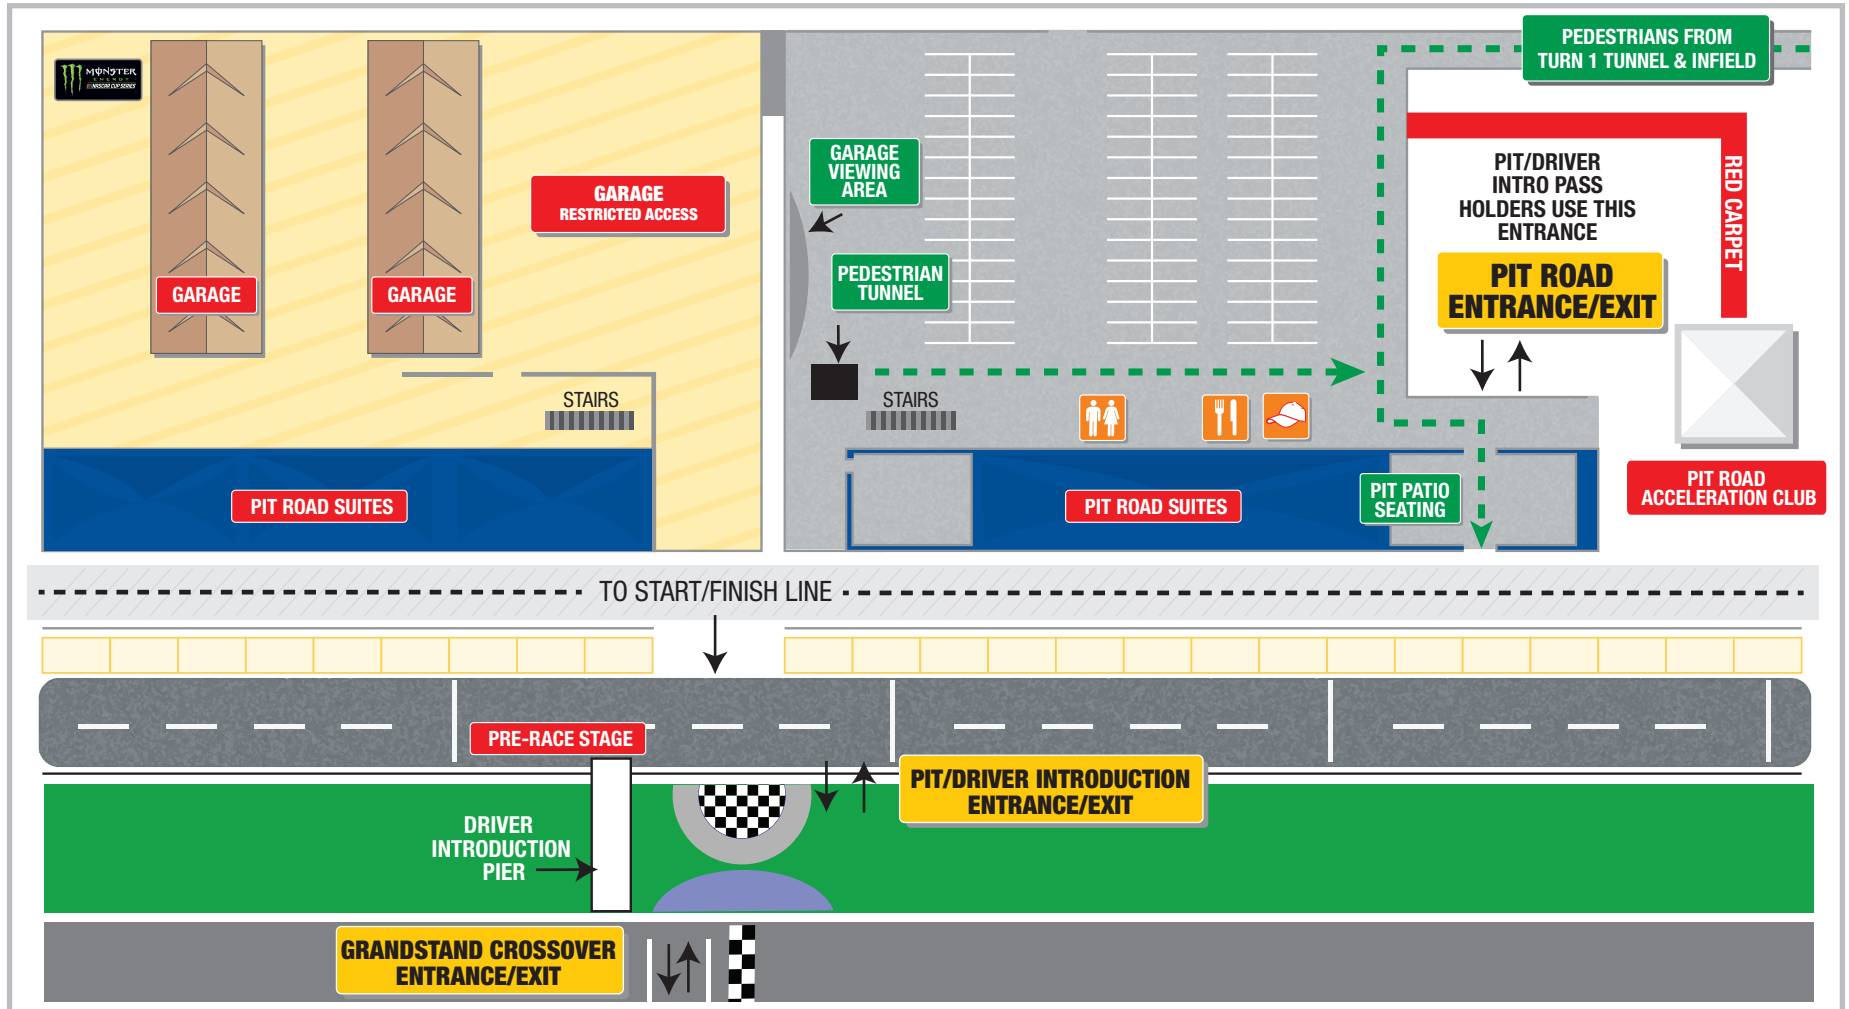 PEDESTRIANS FROM
TURN 1 TUNNEL & INFIELD
MONSTER
ENERGY
NASCAR CUP SERIES
GARAGE
VIEWING
AREA
PIT/DRIVER
INTRO PASS
HOLDERS USE THIS
ENTRANCE
RED CARPET
GARAGE
RESTRICTED ACCESS
PEDESTRIAN
TUNNEL
PIT ROAD
ENTRANCE/EXIT
GARAGE
GARAGE
STAIRS
STAIRS
PIT ROAD SUITES
PIT ROAD SUITES
PIT PATIO
SEATING
PIT ROAD
ACCELERATION CLUB
TO START/FINISH LINE
PRE-RACE STAGE
PIT/DRIVER INTRODUCTION
ENTRANCE/EXIT
DRIVER
INTRODUCTION
PIER
GRANDSTAND CROSSOVER
ENTRANCE/EXIT